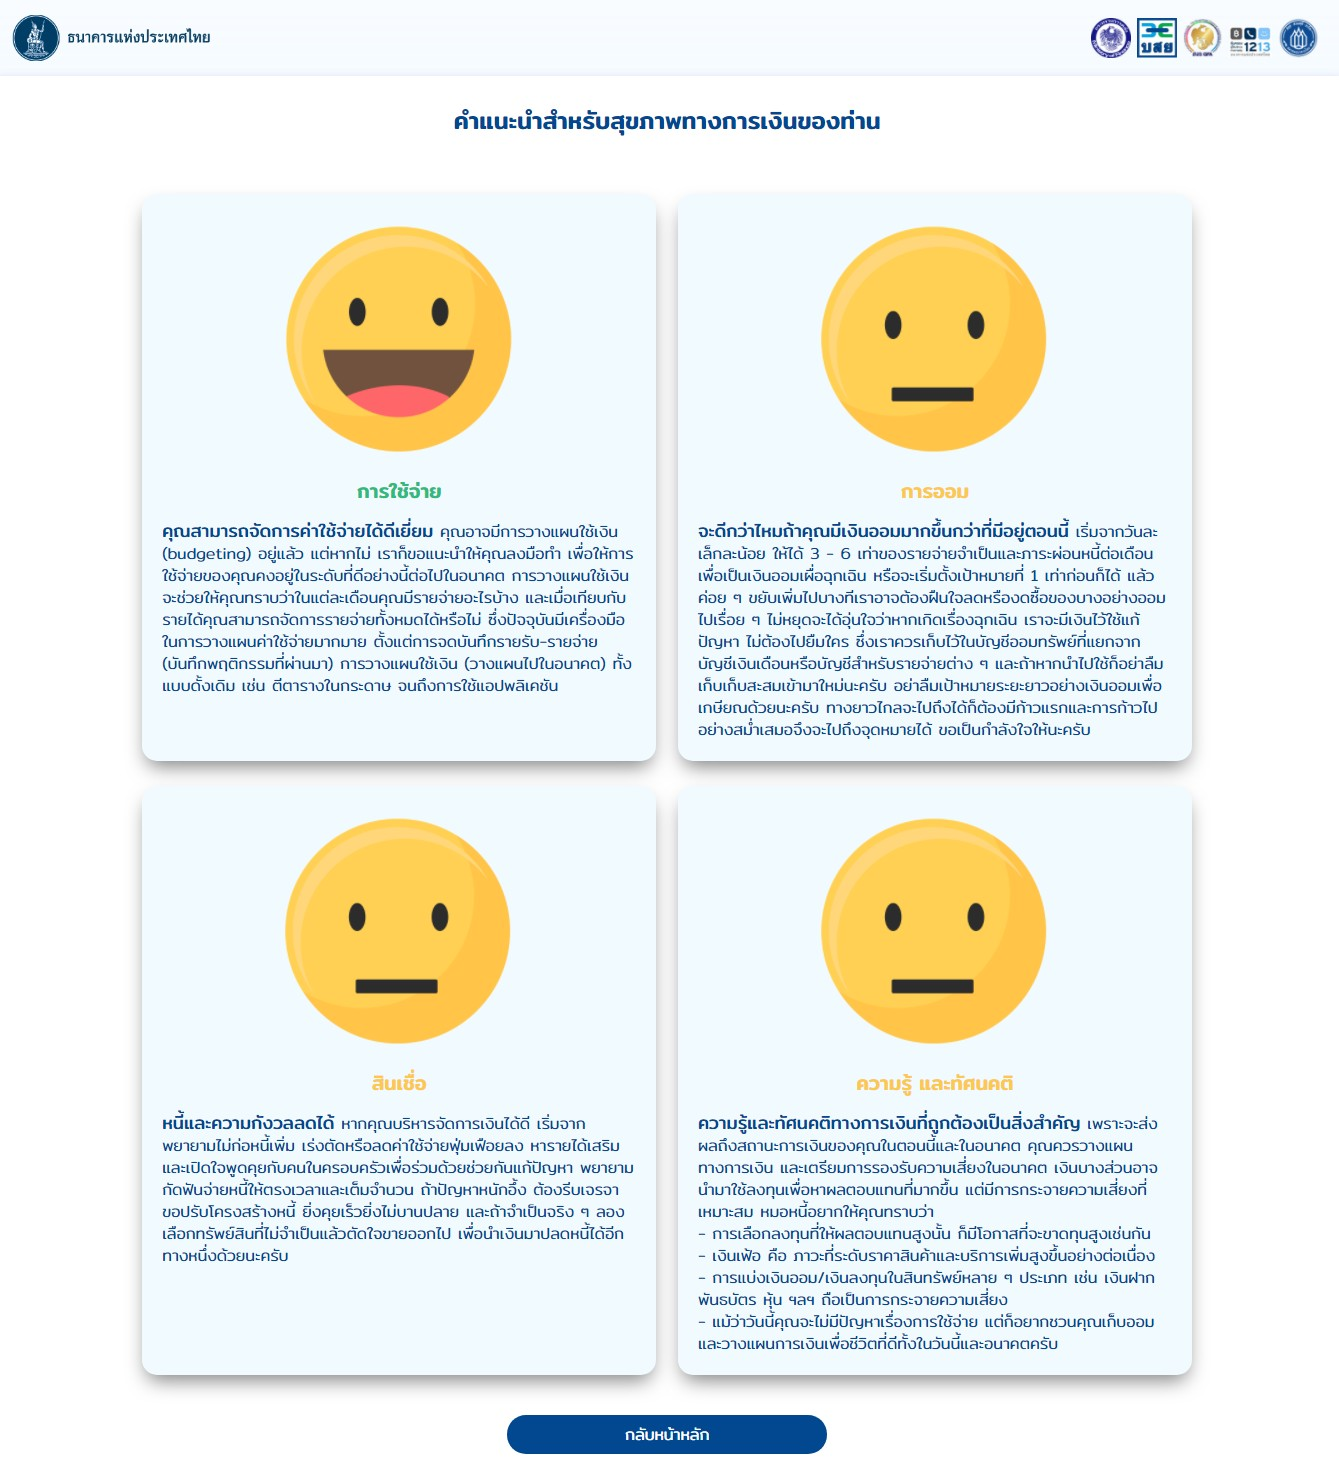 ธนาคารแห่งประเทศไทย
บสย
1213
คำแนะนำสำหรับสุขภาพทางการเงินของท่าน
การใช้จ่าย
คุณสามารถจัดการค่าใช้จ่ายได้ดีเยี่ยม คุณอาจมีการวางแผนใช้เงิน
(budgeting) อยู่แล้ว แต่หากไม่ เราก็ขอแนะนำให้คุณลงมือทำ เพื่อให้การ
ใช้จ่ายของคุณคงอยู่ในระดับที่ดีอย่างนี้ต่อไปในอนาคต การวางแผนใช้เงิน
จะช่วยให้คุณทราบว่าในแต่ละเดือนคุณมีรายจ่ายอะไรบ้าง และเมื่อเทียบกับ
รายได้คุณสามารถจัดการรายจ่ายทั้งหมดได้หรือไม่ ซึ่งปัจจุบันมีเครื่องมือ
ในการวางแผนค่าใช้จ่ายมากมาย ตั้งแต่การจดบันทึกรายรับ-รายจ่าย
(บันทึกพฤติกรรมที่ผ่านมา) การวางแผนใช้เงิน (วางแผนไปในอนาคต) ทั้ง
แบบดั้งเดิม เช่น ตีตารางในกระดาษ จนถึงการใช้แอปพลิเคชัน
การออม
จะดีกว่าไหมถ้าคุณมีเงินออมมากขึ้นกว่าที่มีอยู่ตอนนี้ เริ่มจากวันละ
เล็กละน้อย ให้ได้ 3 - 6 เท่าของรายจ่ายจำเป็นและภาระผ่อนหนี้ต่อเดือน
เพื่อเป็นเงินออมเผื่อฉุกเฉิน หรือจะเริ่มตั้งเป้าหมายที่ 1 เท่าก่อนก็ได้ แล้ว
ค่อย ๆ ขยับเพิ่มไปบางทีเราอาจต้องฝืนใจลดหรืองดซื้อของบางอย่างออม
ไปเรื่อย ๆ ไม่หยุดจะได้อุ่นใจว่าหากเกิดเรื่องฉุกเฉิน เราจะมีเงินไว้ใช้แก้
ปัญหา ไม่ต้องไปยืมใคร ซึ่งเราควรเก็บไว้ในบัญชีออมทรัพย์ที่แยกจาก
บัญชีเงินเดือนหรือบัญชีสำหรับรายจ่ายต่าง ๆ และถ้าหากนำไปใช้ก็อย่าลืม
เก็บเก็บสะสมเข้ามาใหม่นะครับ อย่าลืมเป้าหมายระยะยาวอย่างเงินออมเพื่อ
เกษียณด้วยนะครับ ทางยาวไกลจะไปถึงได้ก็ต้องมีก้าวแรกและการก้าวไป
อย่างสม่ำเสมอจึงจะไปถึงจุดหมายได้ ขอเป็นกำลังใจให้นะครับ
สินเชื่อ
หนี้และความกังวลลดได้ หากคุณบริหารจัดการเงินได้ดี เริ่มจาก
พยายามไม่ก่อหนี้เพิ่ม เร่งตัดหรือลดค่าใช้จ่ายฟุ่มเฟือยลง หารายได้เสริม
และเปิดใจพูดคุยกับคนในครอบครัวเพื่อร่วมด้วยช่วยกันแก้ปัญหา พยายาม
กัดฟันจ่ายหนี้ให้ตรงเวลาและเต็มจำนวน ถ้าปัญหาหนักอึ้ง ต้องรีบเจรจา
ขอปรับโครงสร้างหนี้ ยิ่งคุยเร็วยิ่งไม่บานปลาย และถ้าจำเป็นจริง ๆ ลอง
เลือกทรัพย์สินที่ไม่จำเป็นแล้วตัดใจขายออกไป เพื่อนำเงินมาปลดหนี้ได้อีก
ทางหนึ่งด้วยนะครับ
ความรู้ และทัศนคติ
ความรู้และทัศนคติทางการเงินที่ถูกต้องเป็นสิ่งสำคัญ เพราะจะส่ง
ผลถึงสถานะการเงินของคุณในตอนนี้และในอนาคต คุณควรวางแผน
ทางการเงิน และเตรียมการรองรับความเสี่ยงในอนาคต เงินบางส่วนอาจ
นำมาใช้ลงทุนเพื่อหาผลตอบแทนที่มากขึ้น แต่มีการกระจายความเสี่ยงที่
เหมาะสม หมอหนี้อยากให้คุณทราบว่า
- การเลือกลงทุนที่ให้ผลตอบแทนสูงนั้น ก็มีโอกาสที่จะขาดทุนสูงเช่นกัน
- เงินเฟ้อ คือ ภาวะที่ระดับราคาสินค้าและบริการเพิ่มสูงขึ้นอย่างต่อเนื่อง
- การแบ่งเงินออม/เงินลงทุนในสินทรัพย์หลาย ๆ ประเภท เช่น เงินฝาก
พันธบัตร หุ้น ฯลฯ ถือเป็นการกระจายความเสี่ยง
- แม้ว่าวันนี้คุณจะไม่มีปัญหาเรื่องการใช้จ่าย แต่ก็อยากชวนคุณเก็บออม
และวางแผนการเงินเพื่อชีวิตที่ดีทั้งในวันนี้และอนาคตครับ
กลับหน้าหลัก